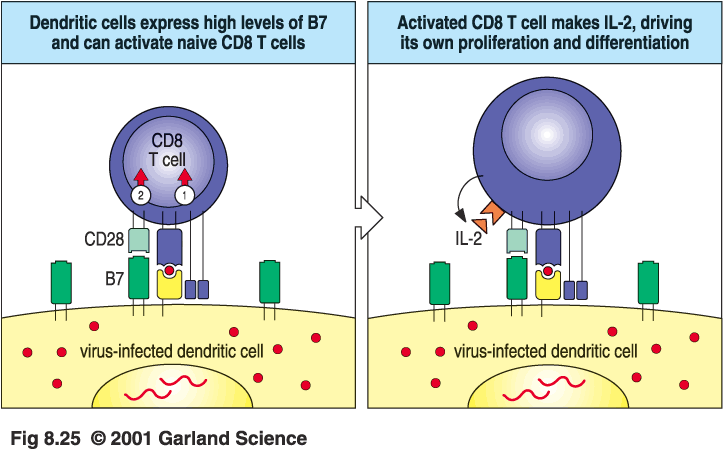 Dendritic cells express high levels of B7
and can activate naive CD8 T cells
CD8
T cell
2
1
CD28
B7
virus-infected dendritic cell
Activated CD8 T cell makes IL-2, driving
its own proliferation and differentiation
IL-2
virus-infected dendritic cell
Fig 8.25 © 2001 Garland Science